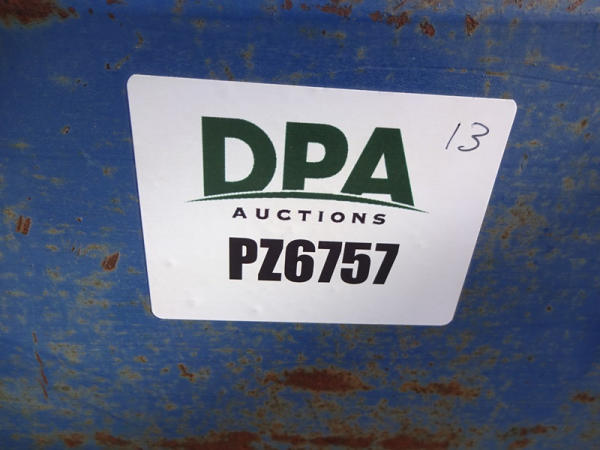 13
DPA
AUCTIONS
PZ6757